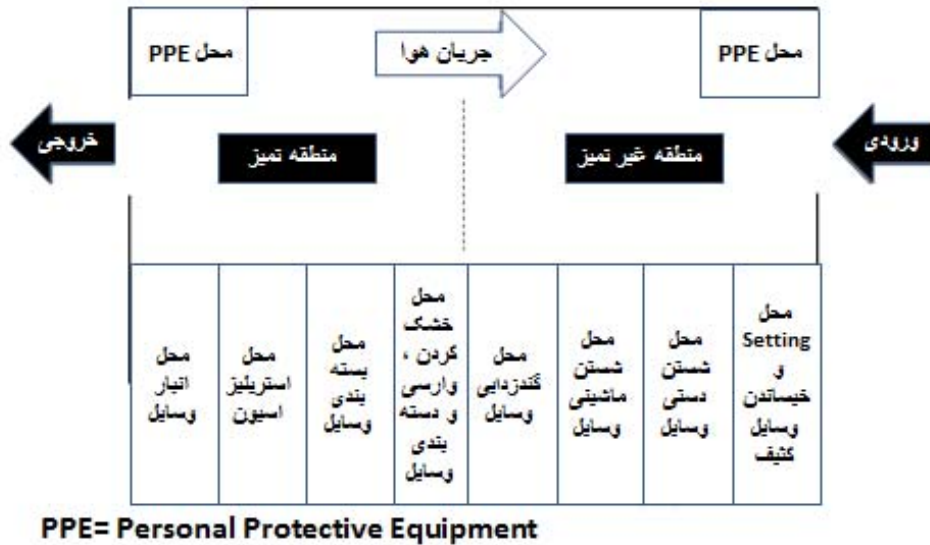 محل PPE
جریان هوا
محل PPE
ورودی
منطقه غیر تمیز
منطقه تمیز
خروجی
محل
Setting
و
خیساندن
وسایل
کثیف
محل
شستن
دستی
وسایل
محل
شستن
ماشینی
وسایل
محل
گندزدایی
وسایل
محل
خشک
کردن ،
وارسی
و دسته
بندی
وسایل
محل
بسته
بندی
وسایل
محل
استریلیز
اسیون
محل
انبار
وسایل
PPE= Personal Protective Equipment